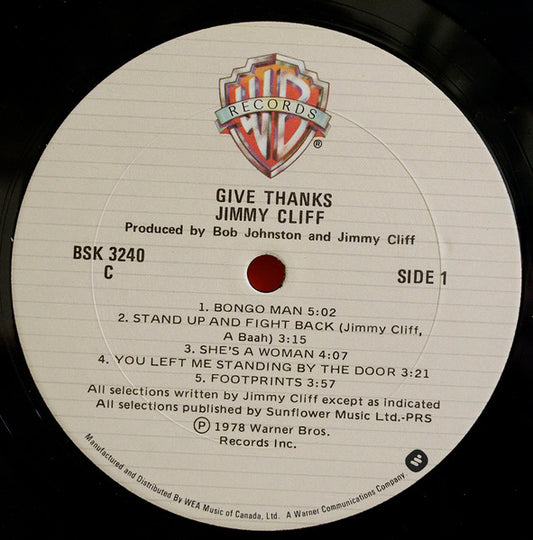 WB
RECORDS
®
GIVE THANKS
JIMMY CLIFF
Produced by Bob Johnston and Jimmy Cliff
BSK 3240
C
SIDE 1
1. BONGO MAN 5:02
2. STAND UP AND FIGHT BACK (Jimmy Cliff,
A Baah) 3:15
3. SHE'S A WOMAN 4:07
4. YOU LEFT ME STANDING BY THE DOOR 3:21
5. FOOTPRINTS 3:57
All selections written by Jimmy Cliff except as indicated
All selections published by Sunflower Music Ltd.-PRS
Ⓟ 1978 Warner Bros.
Records Inc.
Manufactured and Distributed By WEA Music of Canada, Ltd. A Warner Communications Company